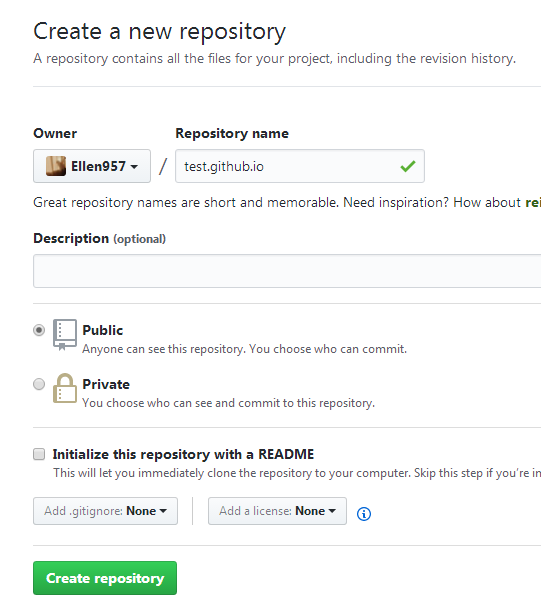 Create a new repository
A repository contains all the files for your project, including the revision history.
Owner Repository name
Ellen957 / test.github.io
Great repository names are short and memorable. Need inspiration? How about rei
Description (optional)
Public
Anyone can see this repository. You choose who can commit.
Private
You choose who can see and commit to this repository.
Initialize this repository with a README
This will let you immediately clone the repository to your computer. Skip this step if you're in
Add .gitignore: None Add a license: None
Create repository